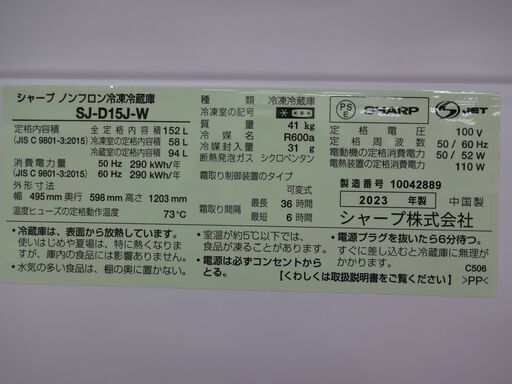 シャープ ノンフロン冷凍冷蔵庫
SJ-D15J-W
定格内容積 全定格内容積 152 L
(JIS C 9801-3:2015) 冷凍室の定格内容積 58 L
冷蔵室の定格内容積 94 L
消費電力量 50 Hz 290 kWh/年
(JIS C 9801-3:2015) 60 Hz 290 kWh/年
外形寸法
幅 495 mm 奥行 598 mm 高さ 1203 mm
温度ヒューズの定格動作温度 73℃
種類 冷凍冷蔵庫
冷凍室の記号
質量 41 kg
冷媒 R600a
冷媒封入量 31 g
断熱発泡ガス シクロペンタン
霜取り制御装置のタイプ
可変式
霜取り間隔 最長 36 時間
最短 6 時間
PS
E
SHARP
S JET
定格電圧 100 V
定格周波数 50 / 60 Hz
電動機の定格消費電力 50 / 52 W
電熱装置の定格消費電力 110 W
製造番号 10042889
2023 年製 中国製
シャープ株式会社
•冷蔵庫は、表面から放熱しています。
使いはじめや夏場は、特に熱くなりま
すが、庫内の食品には影響ありません。
•水気の多い食品は、棚の奥に置かない。
•室温が約5℃以下では、
食品が凍ることがあります。
•電源は必ずコンセントから
とる。
•電源プラグを抜いたら6分待つ。
すぐに差し込むと冷蔵庫に無理が
かかります。
【くわしくは取扱説明書をご覧ください】
C506
>PP<